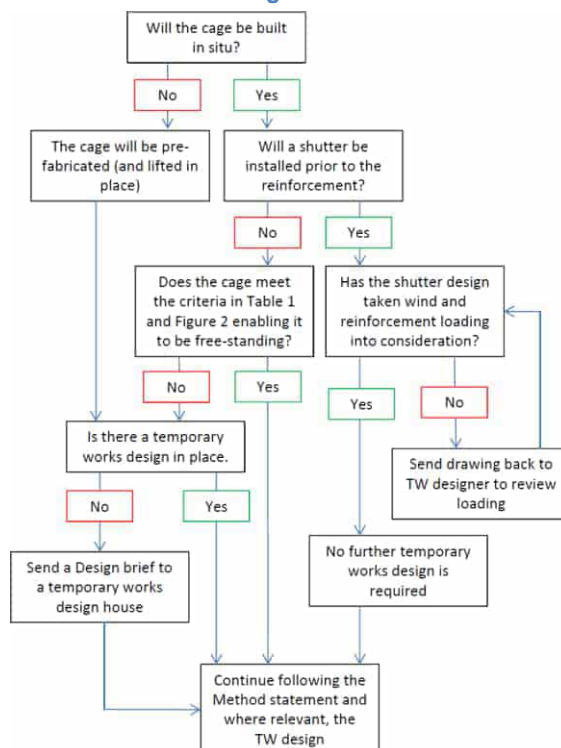 Will the cage be built
in situ?
No
Yes
The cage will be pre-
fabricated (and lifted in
place)
Will a shutter be
installed prior to the
reinforcement?
No
Yes
Does the cage meet
the criteria in Table 1
and Figure 2 enabling it
to be free-standing?
Has the shutter design
taken wind and
reinforcement loading
into consideration?
No
Yes
Yes
No
Is there a temporary
works design in place.
Send drawing back to
TW designer to review
loading
No
Yes
Send a Design brief to
a temporary works
design house
No further temporary
works design is
required
Continue following the
Method statement and
where relevant, the
TW design